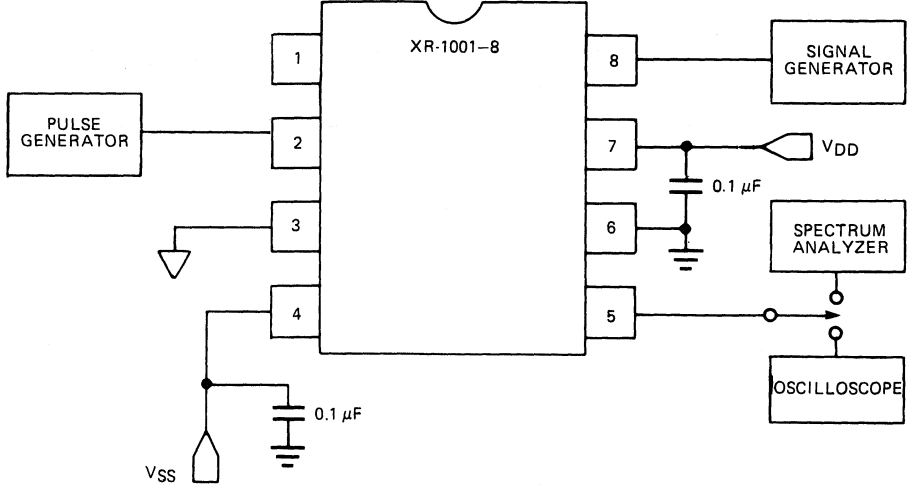 XR-1001-8
1
8
SIGNAL
GENERATOR
PULSE
GENERATOR
2
7
VDD
0.1 µF
3
6
SPECTRUM
ANALYZER
4
5
OSCILLOSCOPE
0.1 µF
VSS